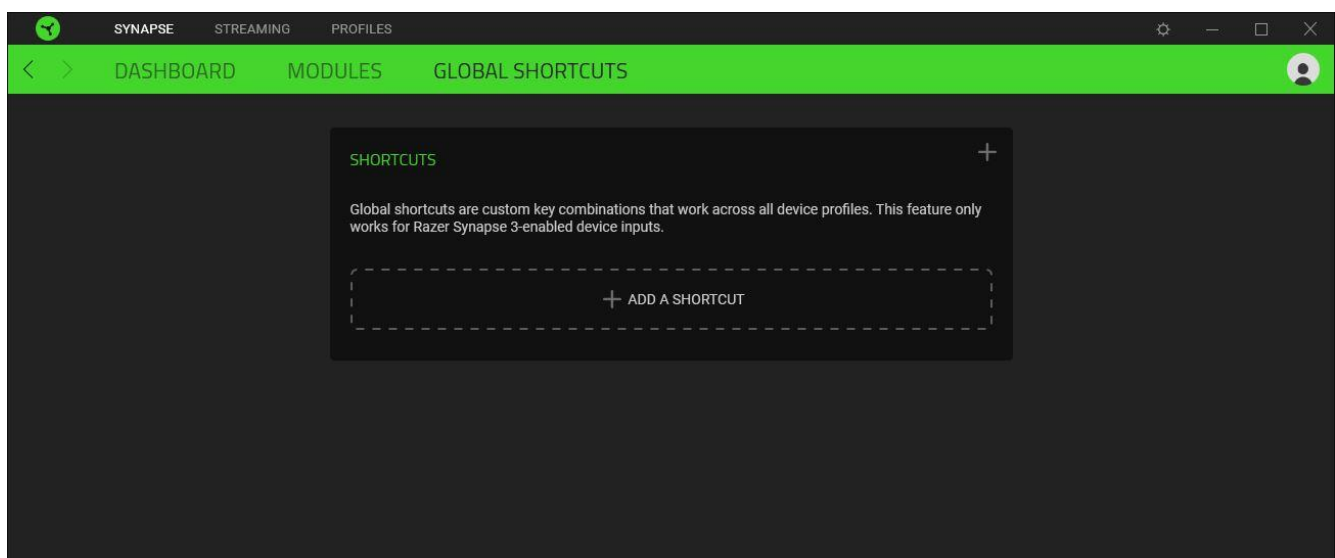 SYNAPSE STREAMING PROFILES
DASHBOARD MODULES GLOBAL SHORTCUTS
SHORTCUTS
Global shortcuts are custom key combinations that work across all device profiles. This feature only
works for Razer Synapse 3-enabled device inputs.
ADD A SHORTCUT